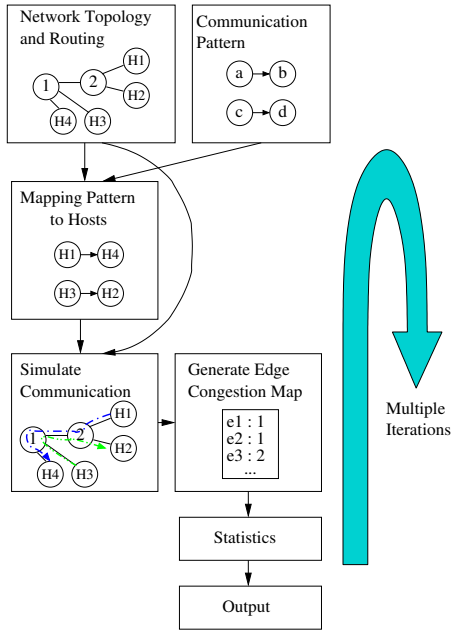 Network Topology
and Routing
1
2
H1
H2
H4
H3
Communication
Pattern
a
b
c
d
Mapping Pattern
to Hosts
H1
H4
H3
H2
Simulate
Communication
1
2
H1
H2
H4
H3
Generate Edge
Congestion Map
e1 : 1
e2 : 1
e3 : 2
...
Multiple
Iterations
Statistics
Output